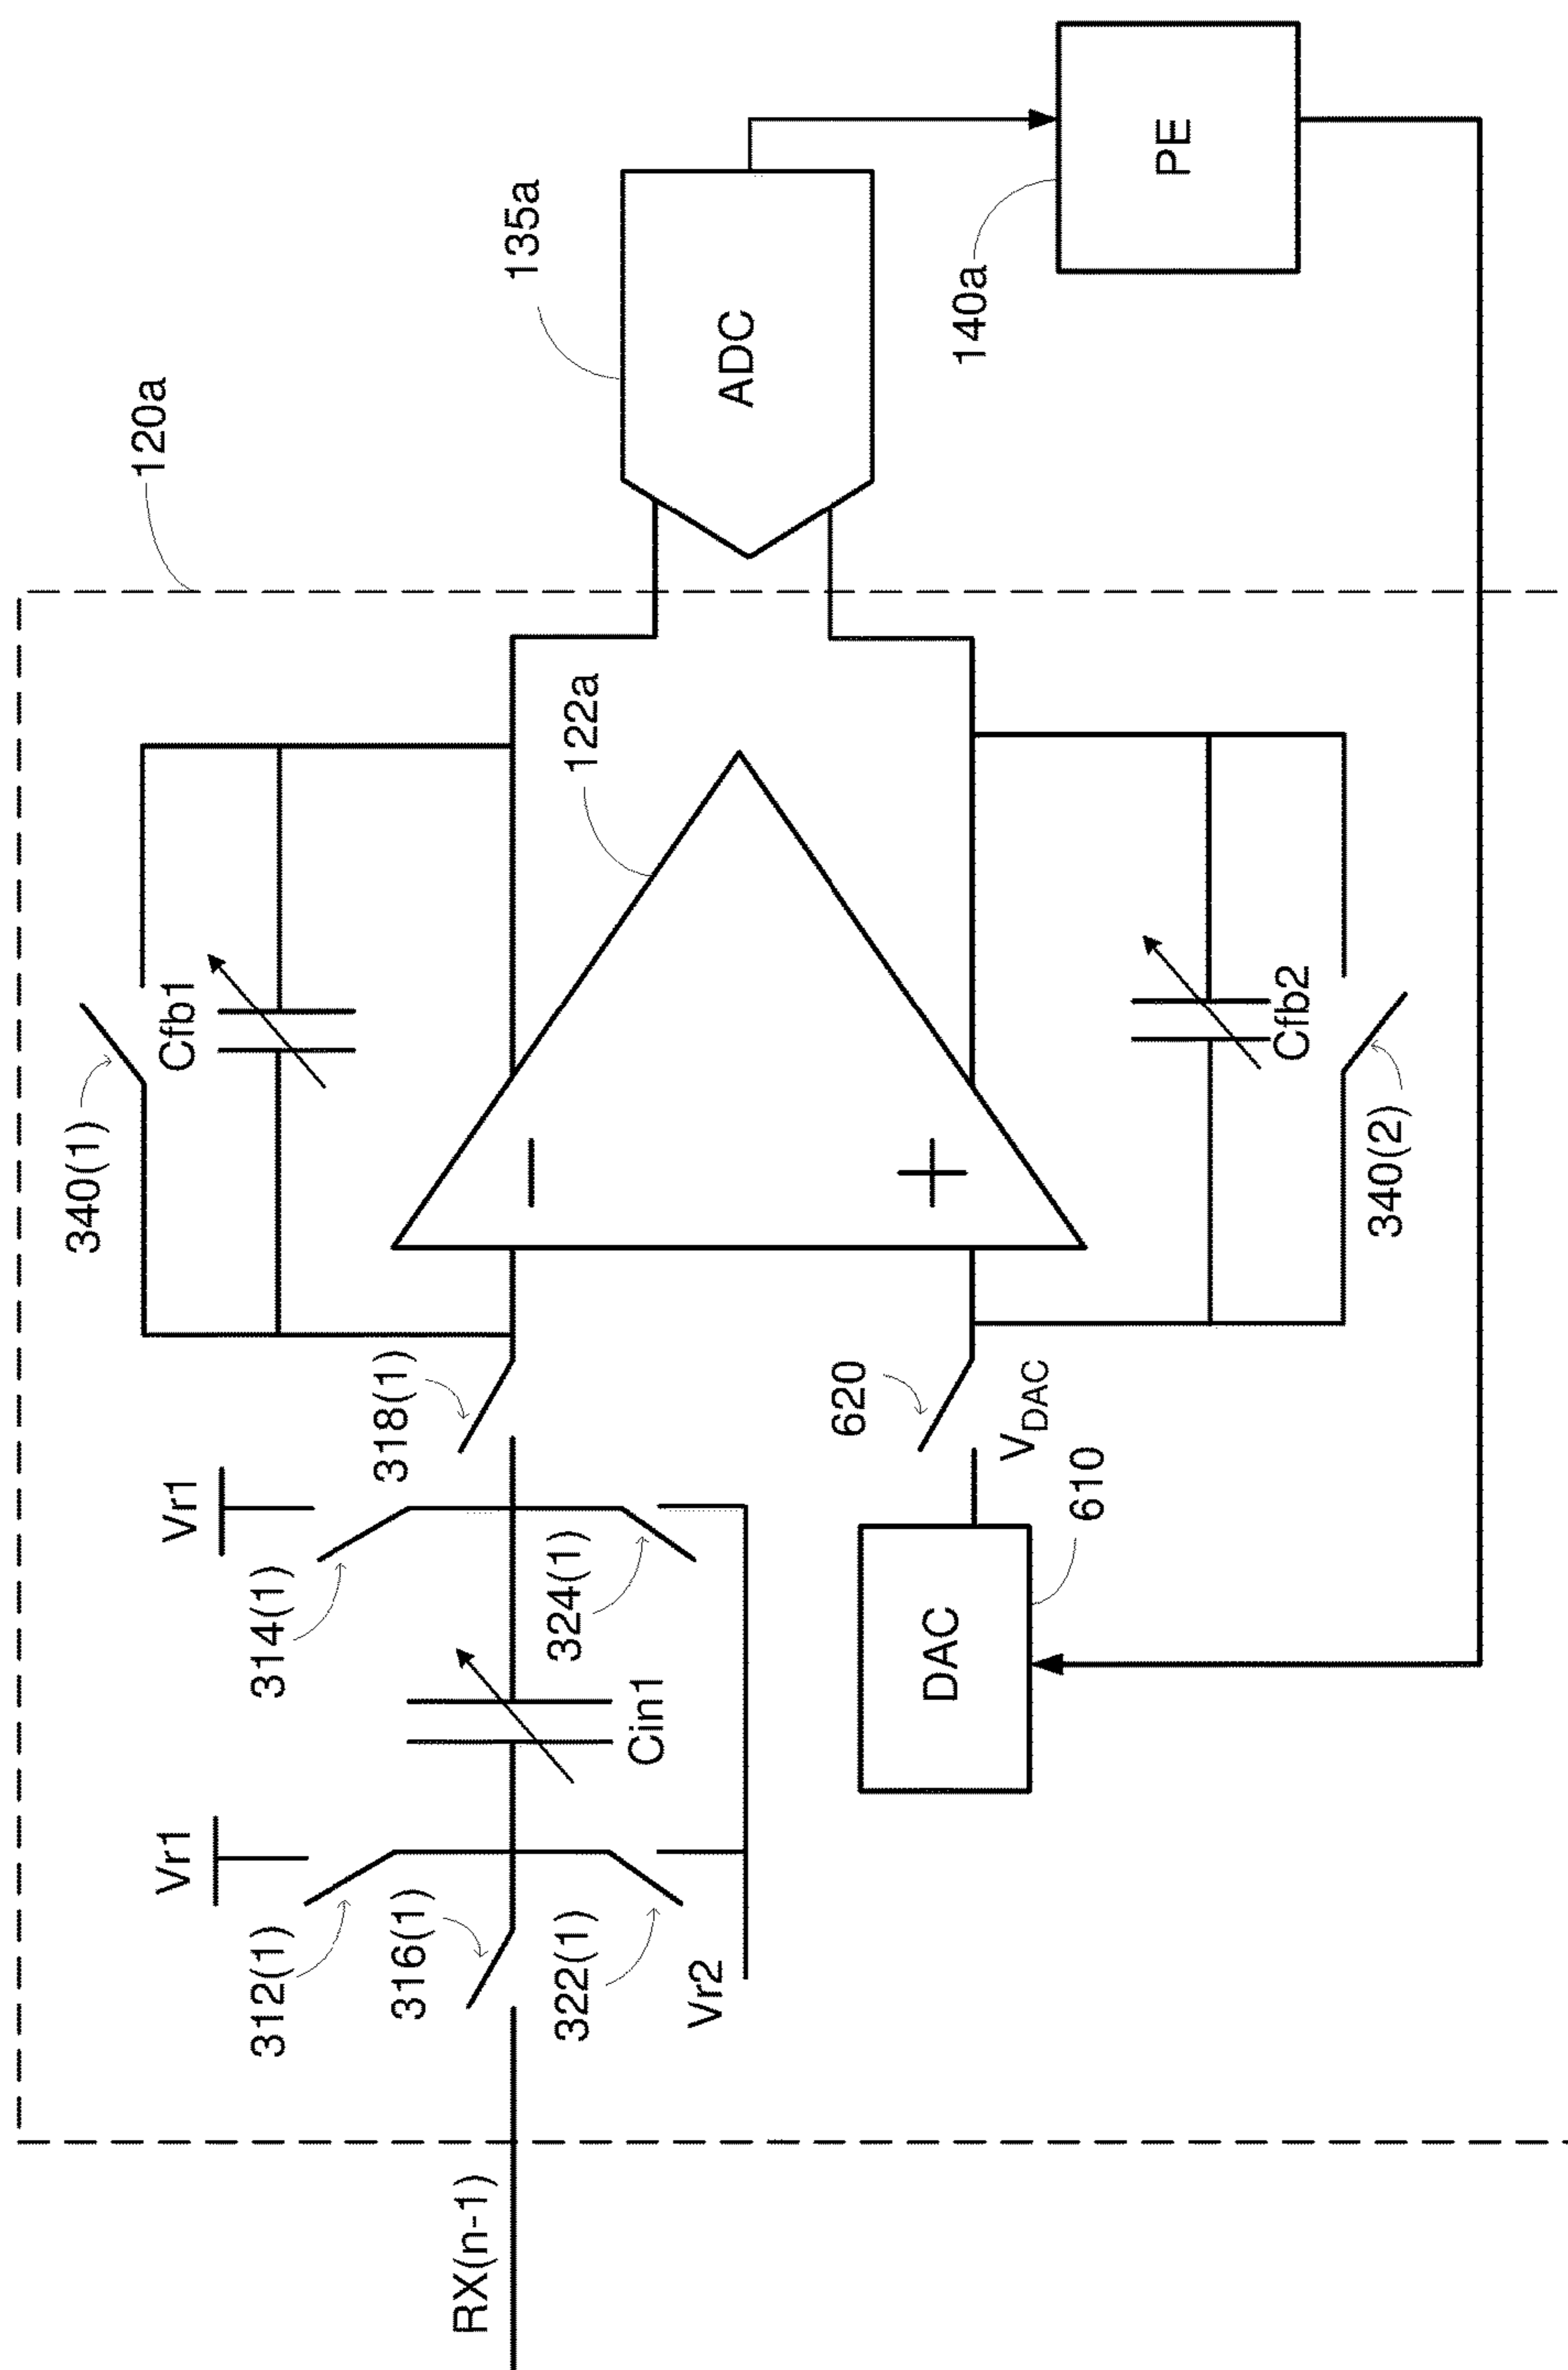 120a
340(1)
Cfb1
Vr1
Vr1
312(1)
314(1)
318(1)
316(1)
RX(n-1)
−
122a
135a
ADC
322(1)
Cin1
324(1)
Vr2
620
+
VDAC
DAC
610
Cfb2
340(2)
140a
PE